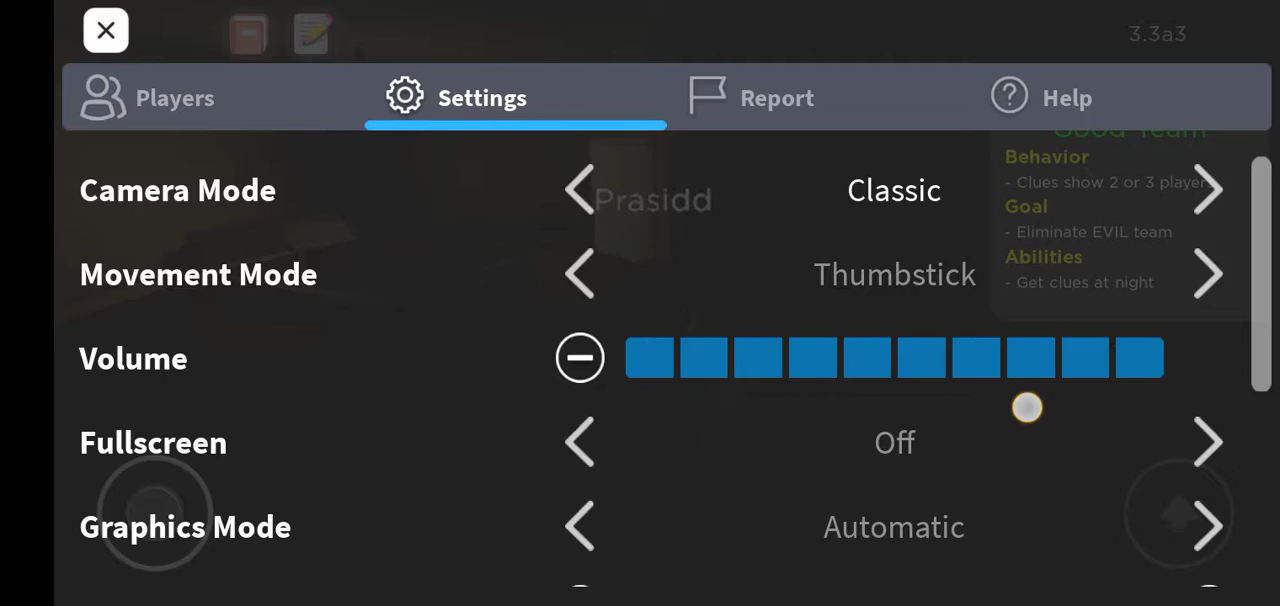 3.3a3
Players Settings Report Help
Good Team
Behavior
- Clues show 2 or 3 players
Goal
- Eliminate EVIL team
Abilities
- Get clues at night
Prasidd
Camera Mode Classic
Movement Mode Thumbstick
Volume
Fullscreen Off
Graphics Mode Automatic